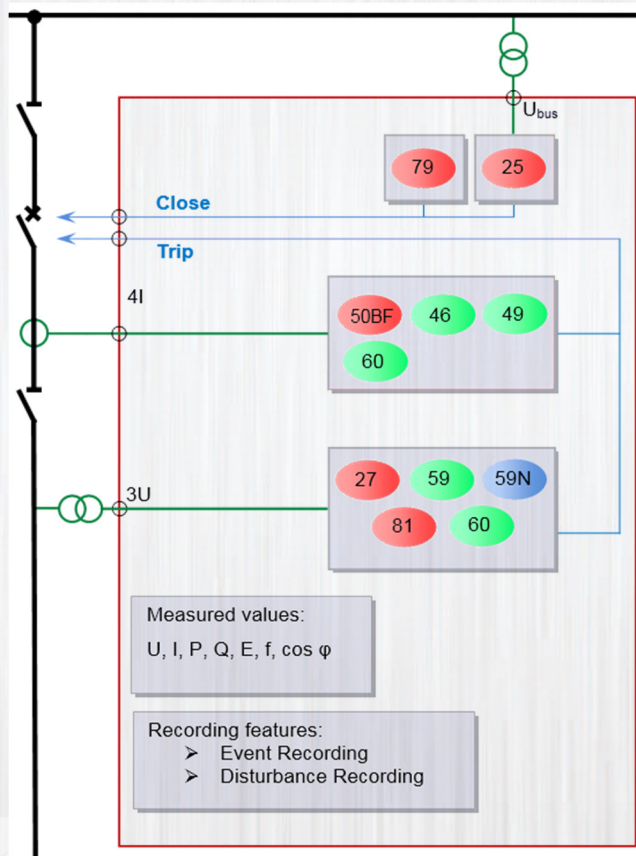 Ubus
79
25
Close
Trip
4I
50BF 46 49
60
3U
27 59 59N
81 60
Measured values:
U, I, P, Q, E, f, cos φ
Recording features:
➢ Event Recording
➢ Disturbance Recording